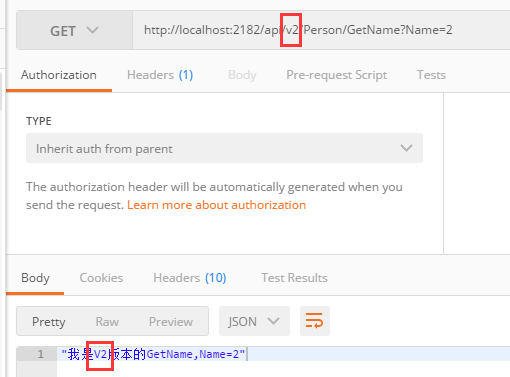 GET http://localhost:2182/api/v2/Person/GetName?Name=2
Authorization Headers (1) Body Pre-request Script Tests
TYPE
Inherit auth from parent
The authorization header will be automatically generated when you
send the request. Learn more about authorization
Body Cookies Headers (10) Test Results
Pretty Raw Preview JSON
1 "我是V2版本的GetName,Name=2"